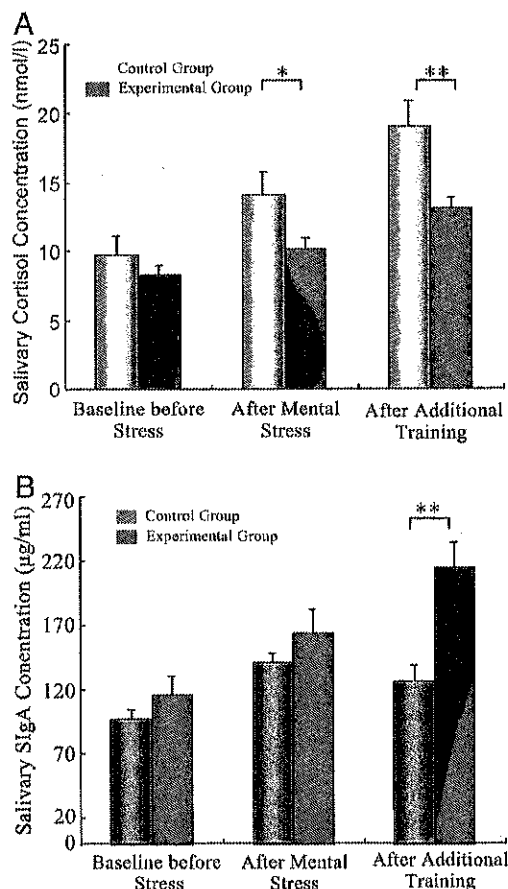 A
Salivary Cortisol Concentration (nmol/l)
25
20
15
10
5
0
Control Group
Experimental Group
*
**
Baseline before
Stress
After Mental
Stress
After Additional
Training
B
Salivary SIgA Conentration (µg/ml)
270
220
170
120
70
20
0
Control Group
Experimental Group
**
Baseline before
Stress
After Mental
Stress
After Additional
Training